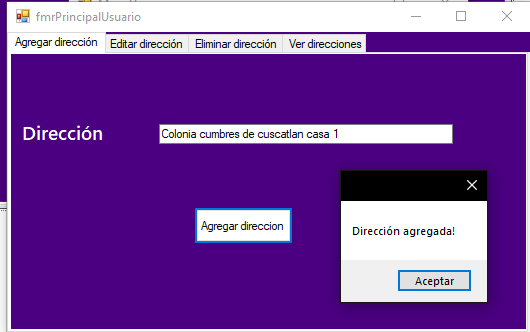 fmrPrincipalUsuario
Agregar dirección Editar dirección Eliminar dirección Ver direcciones
Dirección Colonia cumbres de cuscatlan casa 1
Agregar direccion
Dirección agregada!
Aceptar